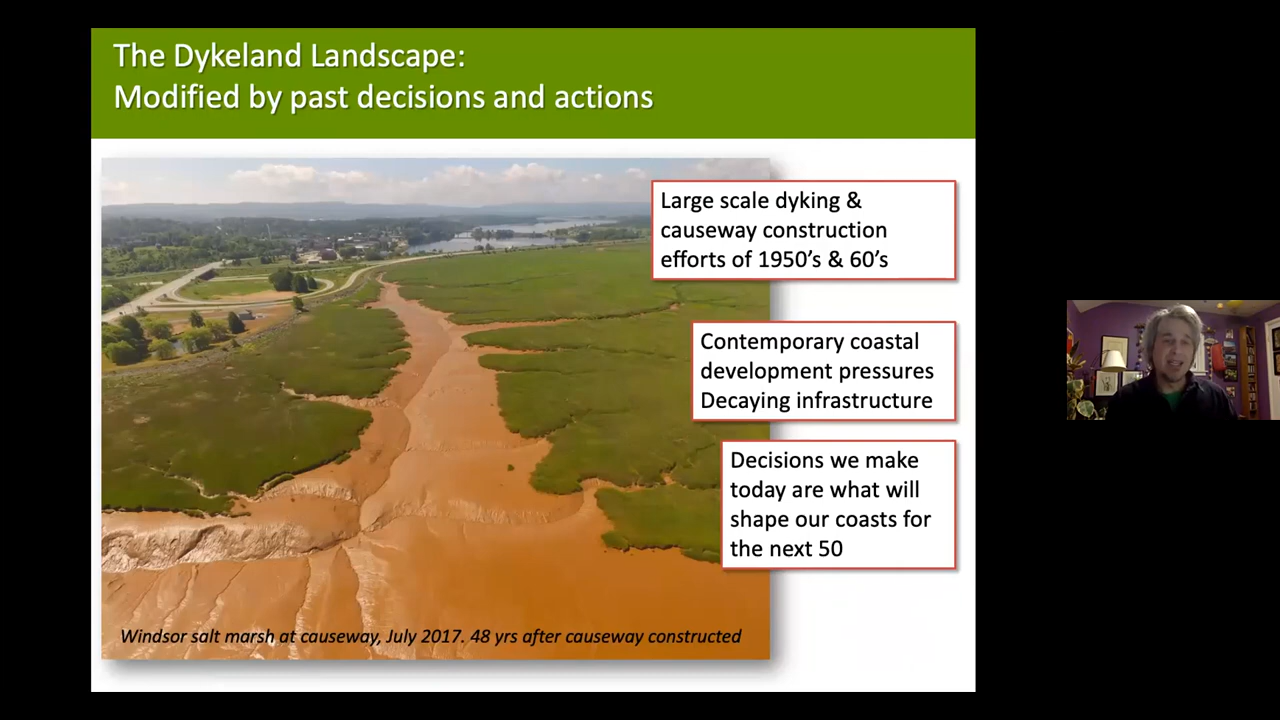 The Dykeland Landscape:
Modified by past decisions and actions
Large scale dyking &
causeway construction
efforts of 1950’s & 60’s
Contemporary coastal
development pressures
Decaying infrastructure
Decisions we make
today are what will
shape our coasts for
the next 50
Windsor salt marsh at causeway, July 2017. 48 yrs after causeway constructed